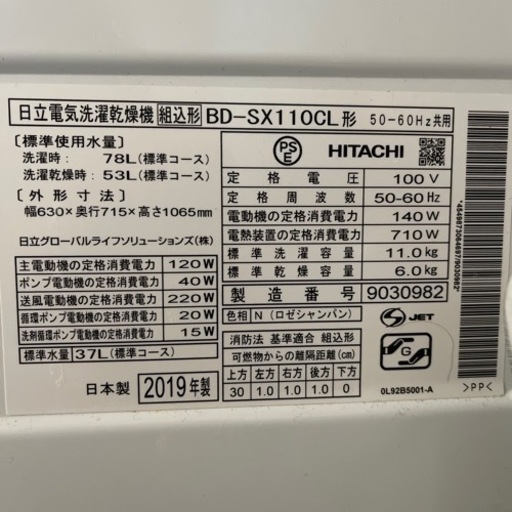 日立電気洗濯乾燥機 組込形 BD-SX110CL形 50-60Hz共用
〔標準使用水量〕
洗濯時： 78L(標準コース)
洗濯乾燥時： 53L(標準コース)
〔外形寸法〕
幅630×奥行715×高さ1065mm
日立グローバルライフソリューションズ(株)
主電動機の定格消費電力 120W
ポンプ電動機の定格消費電力 40W
送風電動機の定格消費電力 220W
循環ポンプ電動機の定格消費電力 20W
洗剤循環ポンプ電動機の定格消費電力 15W
標準水量37L(標準コース)
日本製 2019年製
PSE HITACHI
定格電圧 100V
定格周波数 50-60Hz
電動機の定格消費電力 140W
電熱装置の定格消費電力 710W
標準洗濯容量 11.0kg
標準乾燥容量 6.0kg
製造番号 9030982
色相 N (ロゼシャンパン)
消防法 基準適合 組込形
可燃物からの離隔距離(cm)
上方 左方 右方 後方 下方
30 1.0 1.0 1.0 0
S JET
G
0L92B5001-A
*4549873064697/9030982*
>PP<